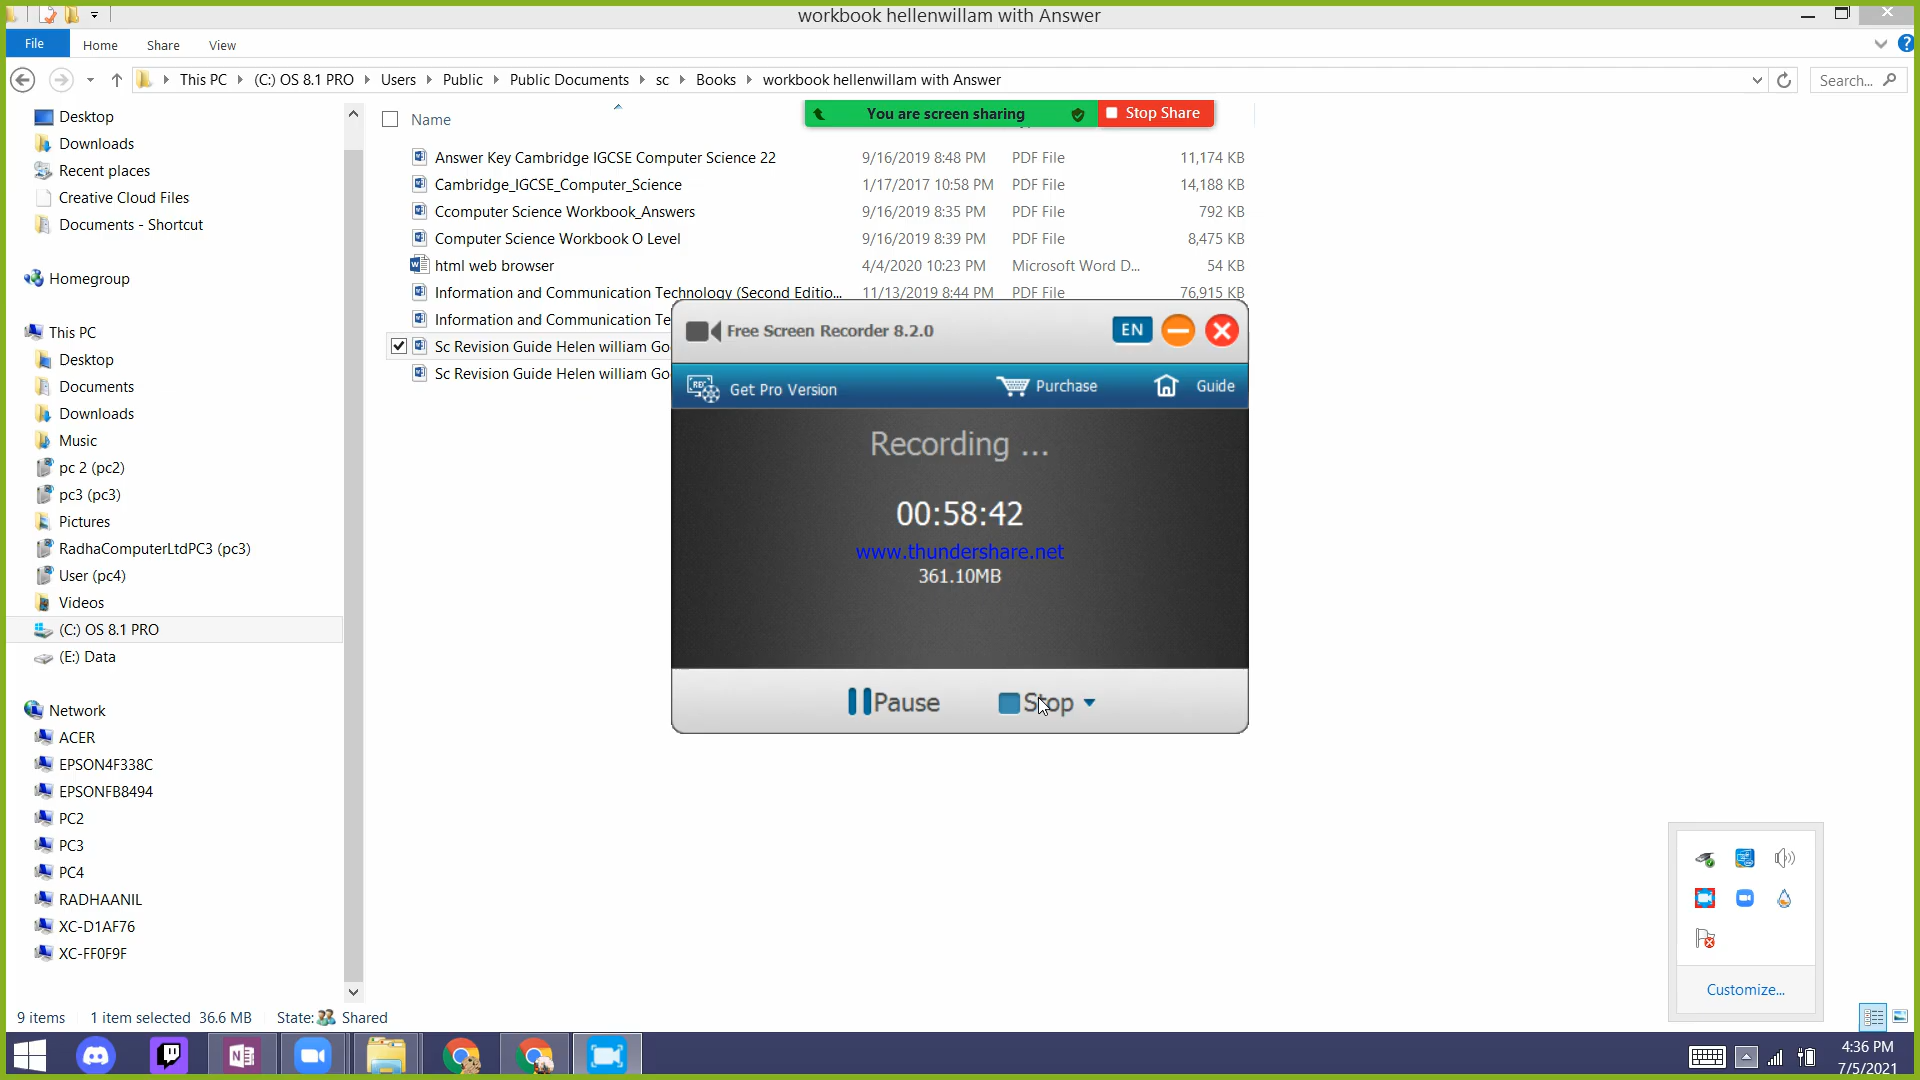 workbook hellenwillam with Answer
File Home Share View
This PC (C:) OS 8.1 PRO Users Public Public Documents sc Books workbook hellenwillam with Answer Search...
You are screen sharing Stop Share
Name
Desktop
Downloads
Recent places
Creative Cloud Files
Documents - Shortcut
Homegroup
This PC
Desktop
Documents
Downloads
Music
pc 2 (pc2)
pc3 (pc3)
Pictures
RadhaComputerLtdPC3 (pc3)
User (pc4)
Videos
(C:) OS 8.1 PRO
(E:) Data
Network
ACER
EPSON4F338C
EPSONFB8494
PC2
PC3
PC4
RADHAANIL
XC-D1AF76
XC-FF0F9F
Answer Key Cambridge IGCSE Computer Science 22 9/16/2019 8:48 PM PDF File 11,174 KB
Cambridge_IGCSE_Computer_Science 1/17/2017 10:58 PM PDF File 14,188 KB
Ccomputer Science Workbook_Answers 9/16/2019 8:35 PM PDF File 792 KB
Computer Science Workbook O Level 9/16/2019 8:39 PM PDF File 8,475 KB
html web browser 4/4/2020 10:23 PM Microsoft Word D... 54 KB
Information and Communication Technology (Second Editio... 11/13/2019 8:44 PM PDF File 76,915 KB
Information and Communication Te
Sc Revision Guide Helen william Go
Sc Revision Guide Helen william Go
Free Screen Recorder 8.2.0 EN
Get Pro Version Purchase Guide
Recording ...
00:58:42
www.thundershare.net
361.10MB
Pause Stop
Customize...
9 items 1 item selected 36.6 MB State: Shared
4:36 PM
7/5/2021